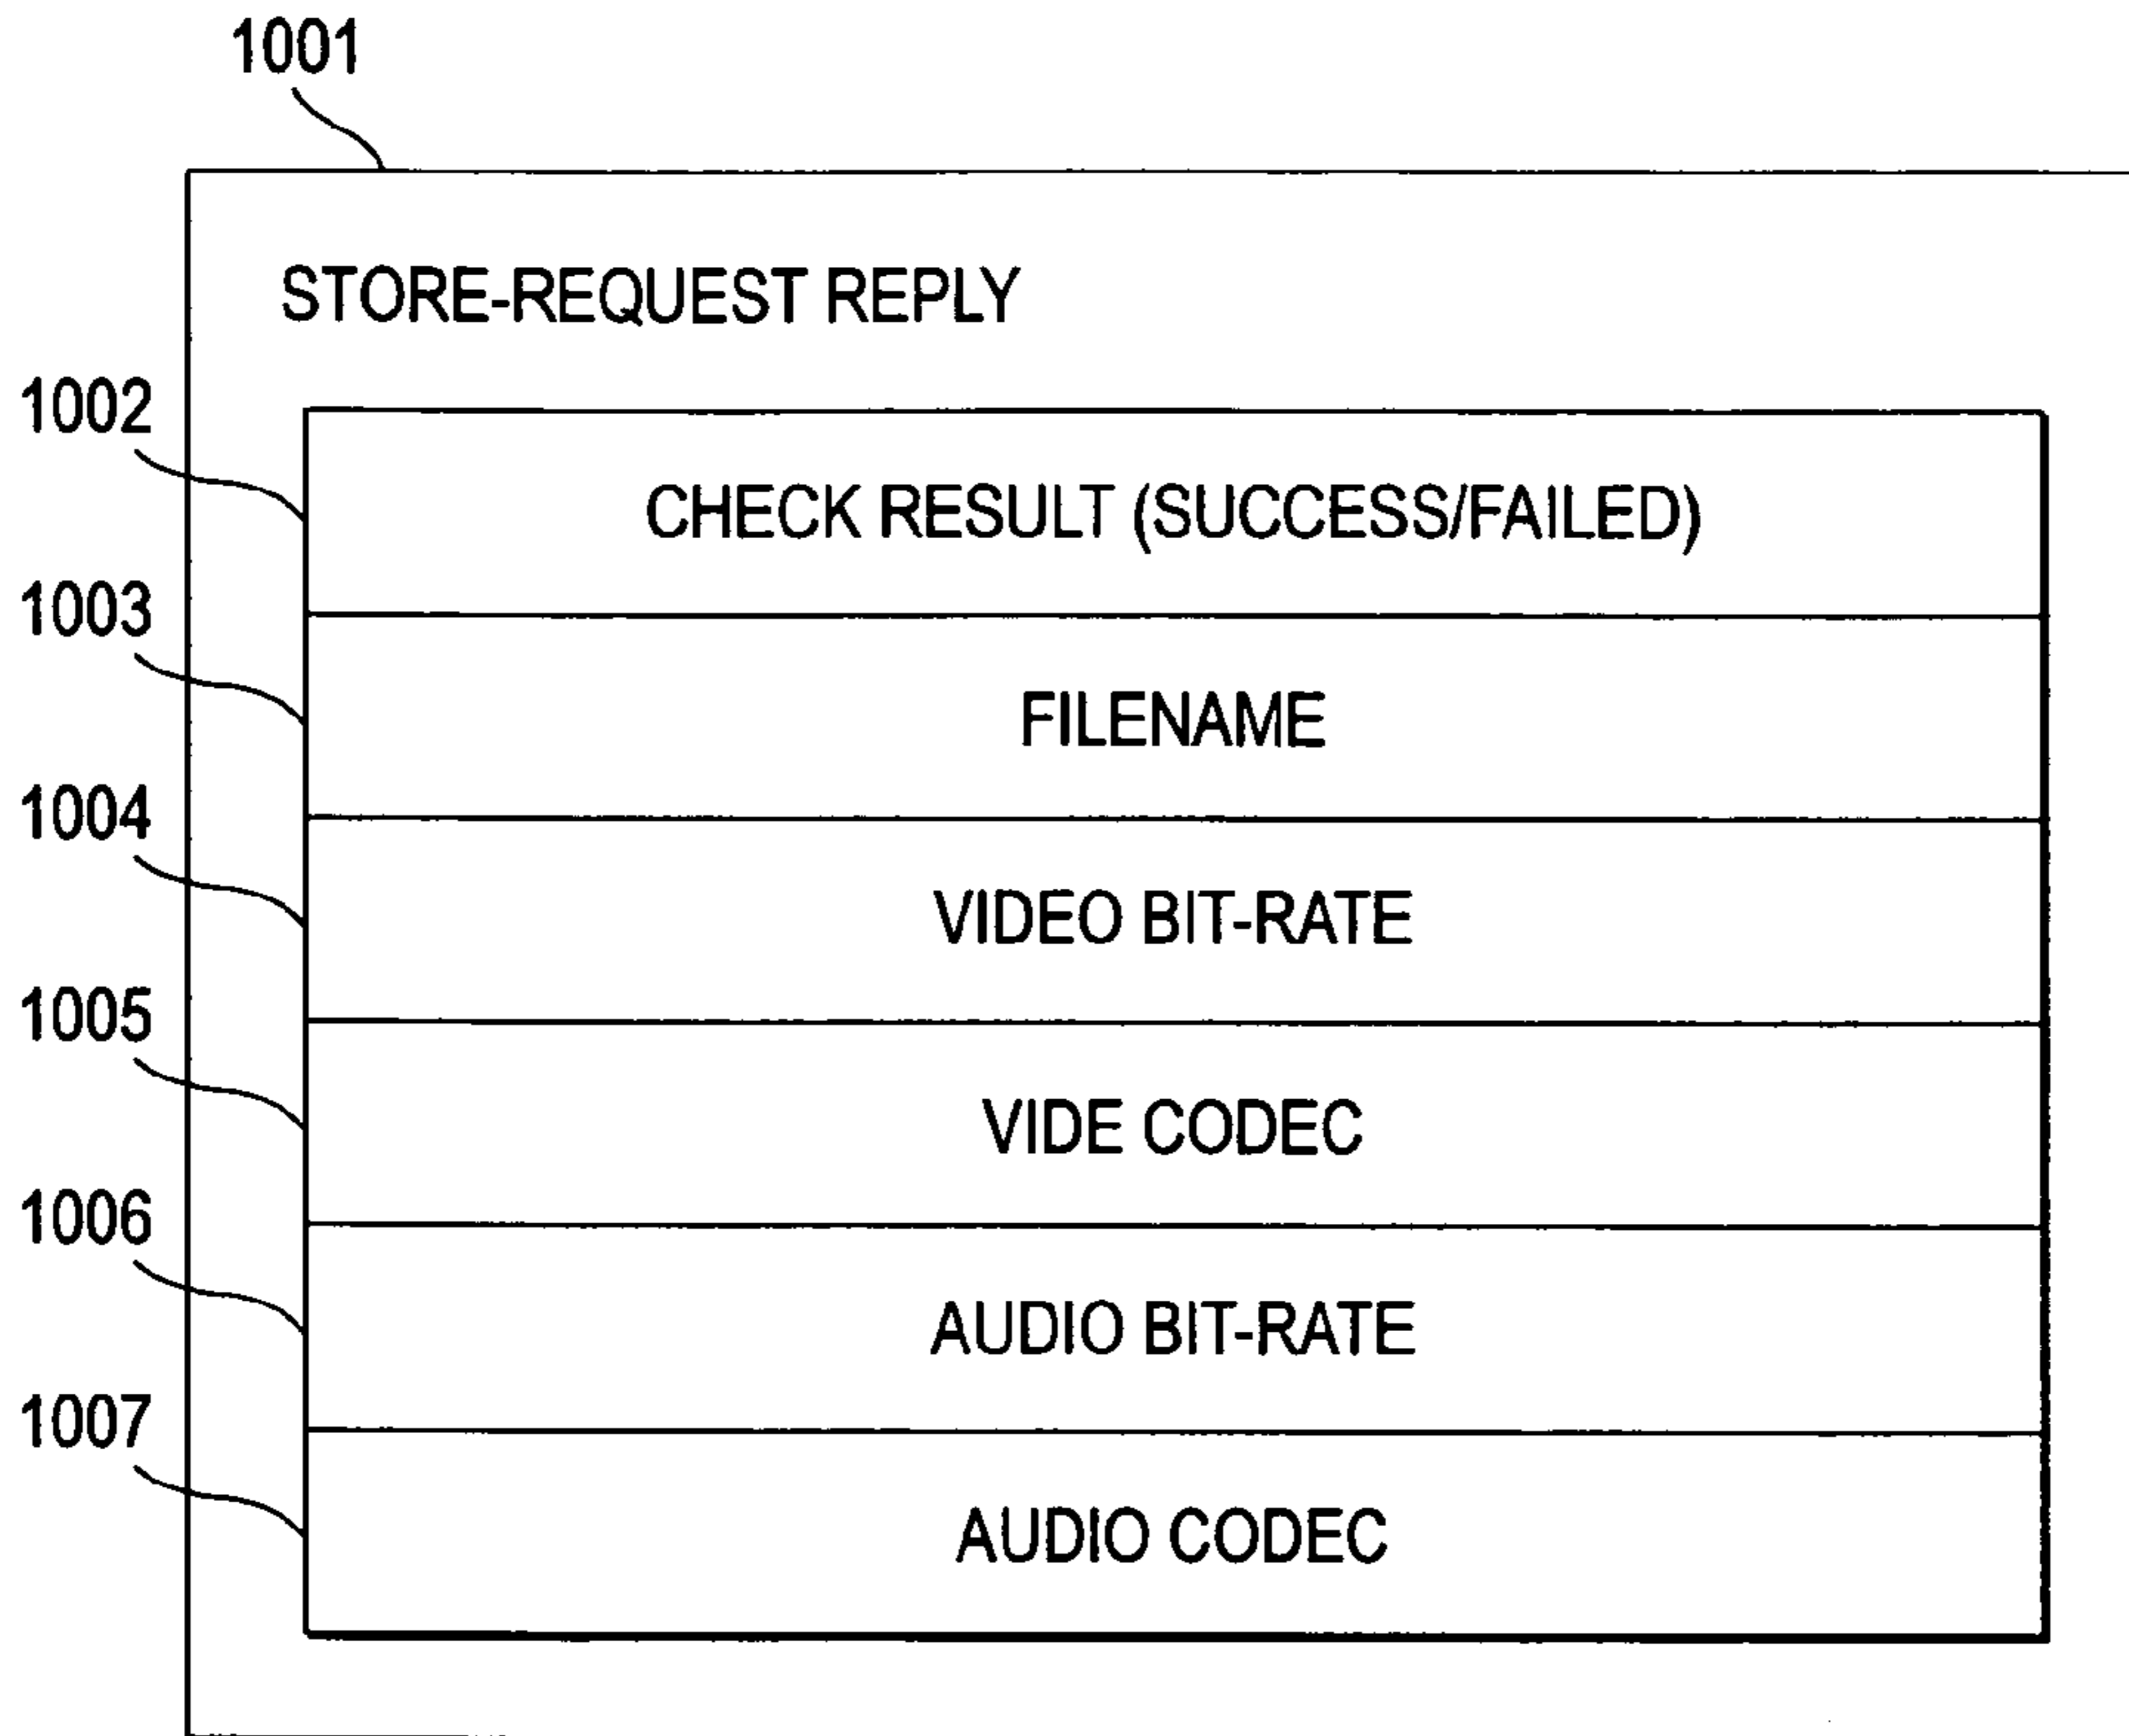 1001
STORE-REQUEST REPLY
1002
CHECK RESULT (SUCCESS/FAILED)
1003
FILENAME
1004
VIDEO BIT-RATE
1005
VIDE CODEC
1006
AUDIO BIT-RATE
1007
AUDIO CODEC